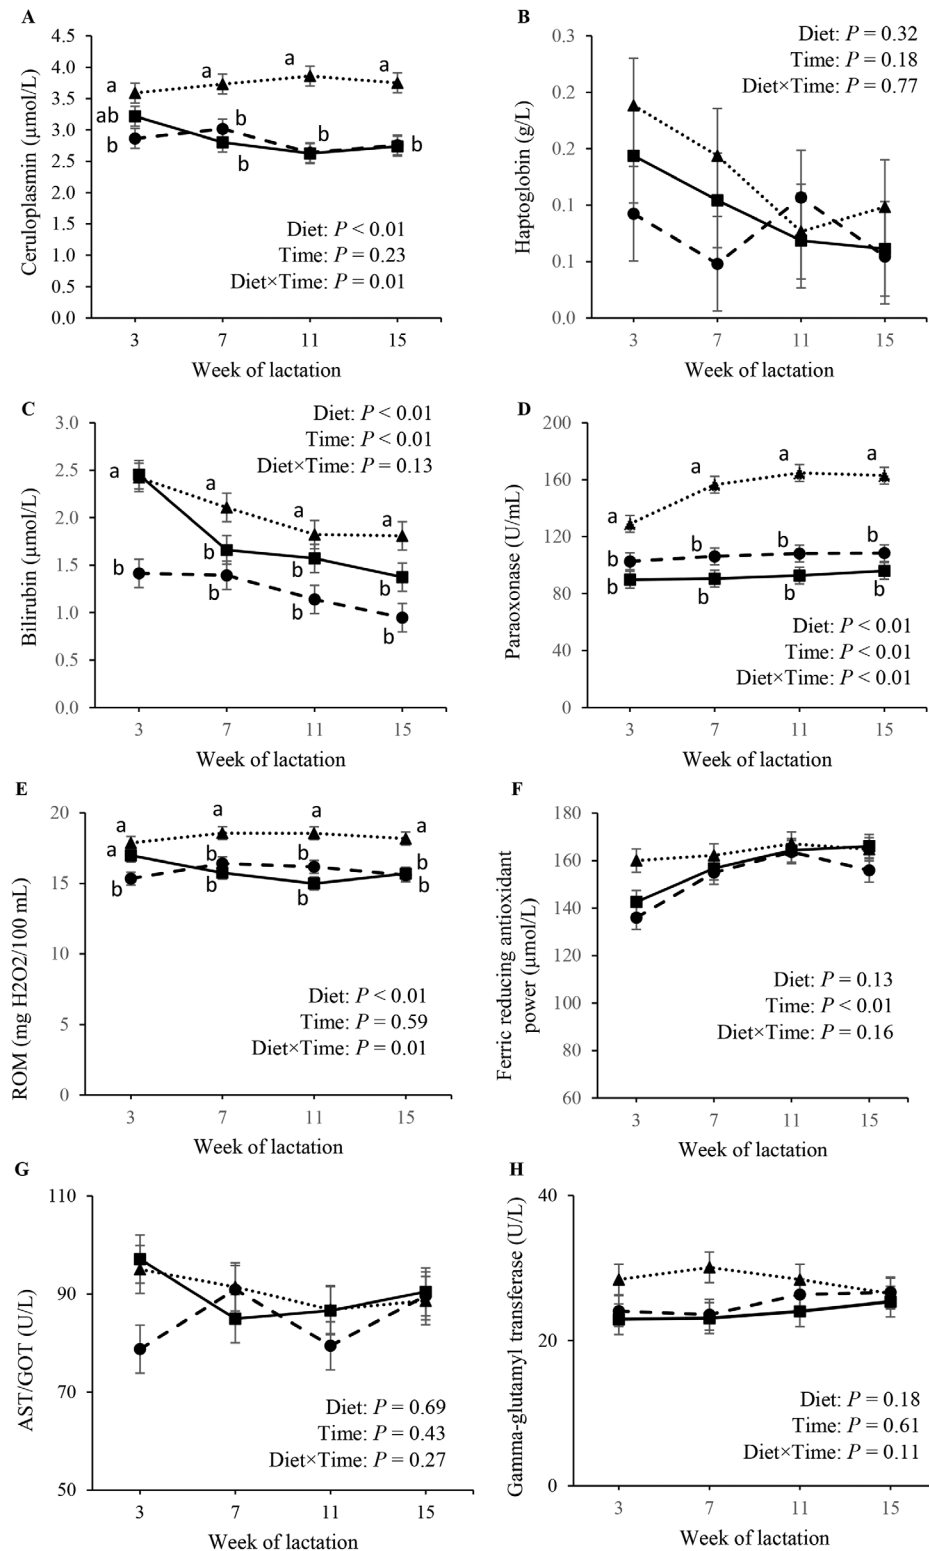 A
Ceruloplasmin (µmol/L)
4.5
4.0
3.5
3.0
2.5
2.0
1.5
1.0
0.5
0.0
a
a
a
a
ab
b
b
b
b
b
Diet: P < 0.01
Time: P = 0.23
Diet×Time: P = 0.01
3
7
11
15
Week of lactation
B
Haptoglobin (g/L)
0.3
0.2
0.2
0.1
0.1
0.0
Diet: P = 0.32
Time: P = 0.18
Diet×Time: P = 0.77
3
7
11
15
Week of lactation
C
Bilirubin (µmol/L)
3.0
2.5
2.0
1.5
1.0
0.5
0.0
Diet: P < 0.01
Time: P < 0.01
Diet×Time: P = 0.13
a
a
a
a
b
b
b
b
b
b
b
3
7
11
15
Week of lactation
D
Paraoxonase (U/mL)
200
160
120
80
40
0
a
a
a
a
b
b
b
b
b
b
b
b
Diet: P < 0.01
Time: P < 0.01
Diet×Time: P < 0.01
3
7
11
15
Week of lactation
E
ROM (mg H2O2/100 mL)
20
15
10
5
0
a
a
a
a
a
b
b
b
b
b
b
b
Diet: P < 0.01
Time: P = 0.59
Diet×Time: P = 0.01
3
7
11
15
Week of lactation
F
Ferric reducing antioxidant
power (µmol/L)
180
160
140
120
100
80
60
Diet: P = 0.13
Time: P < 0.01
Diet×Time: P = 0.16
3
7
11
15
Week of lactation
G
AST/GOT (U/L)
110
90
70
50
Diet: P = 0.69
Time: P = 0.43
Diet×Time: P = 0.27
3
7
11
15
Week of lactation
H
Gamma-glutamyl transferase (U/L)
40
20
0
Diet: P = 0.18
Time: P = 0.61
Diet×Time: P = 0.11
3
7
11
15
Week of lactation